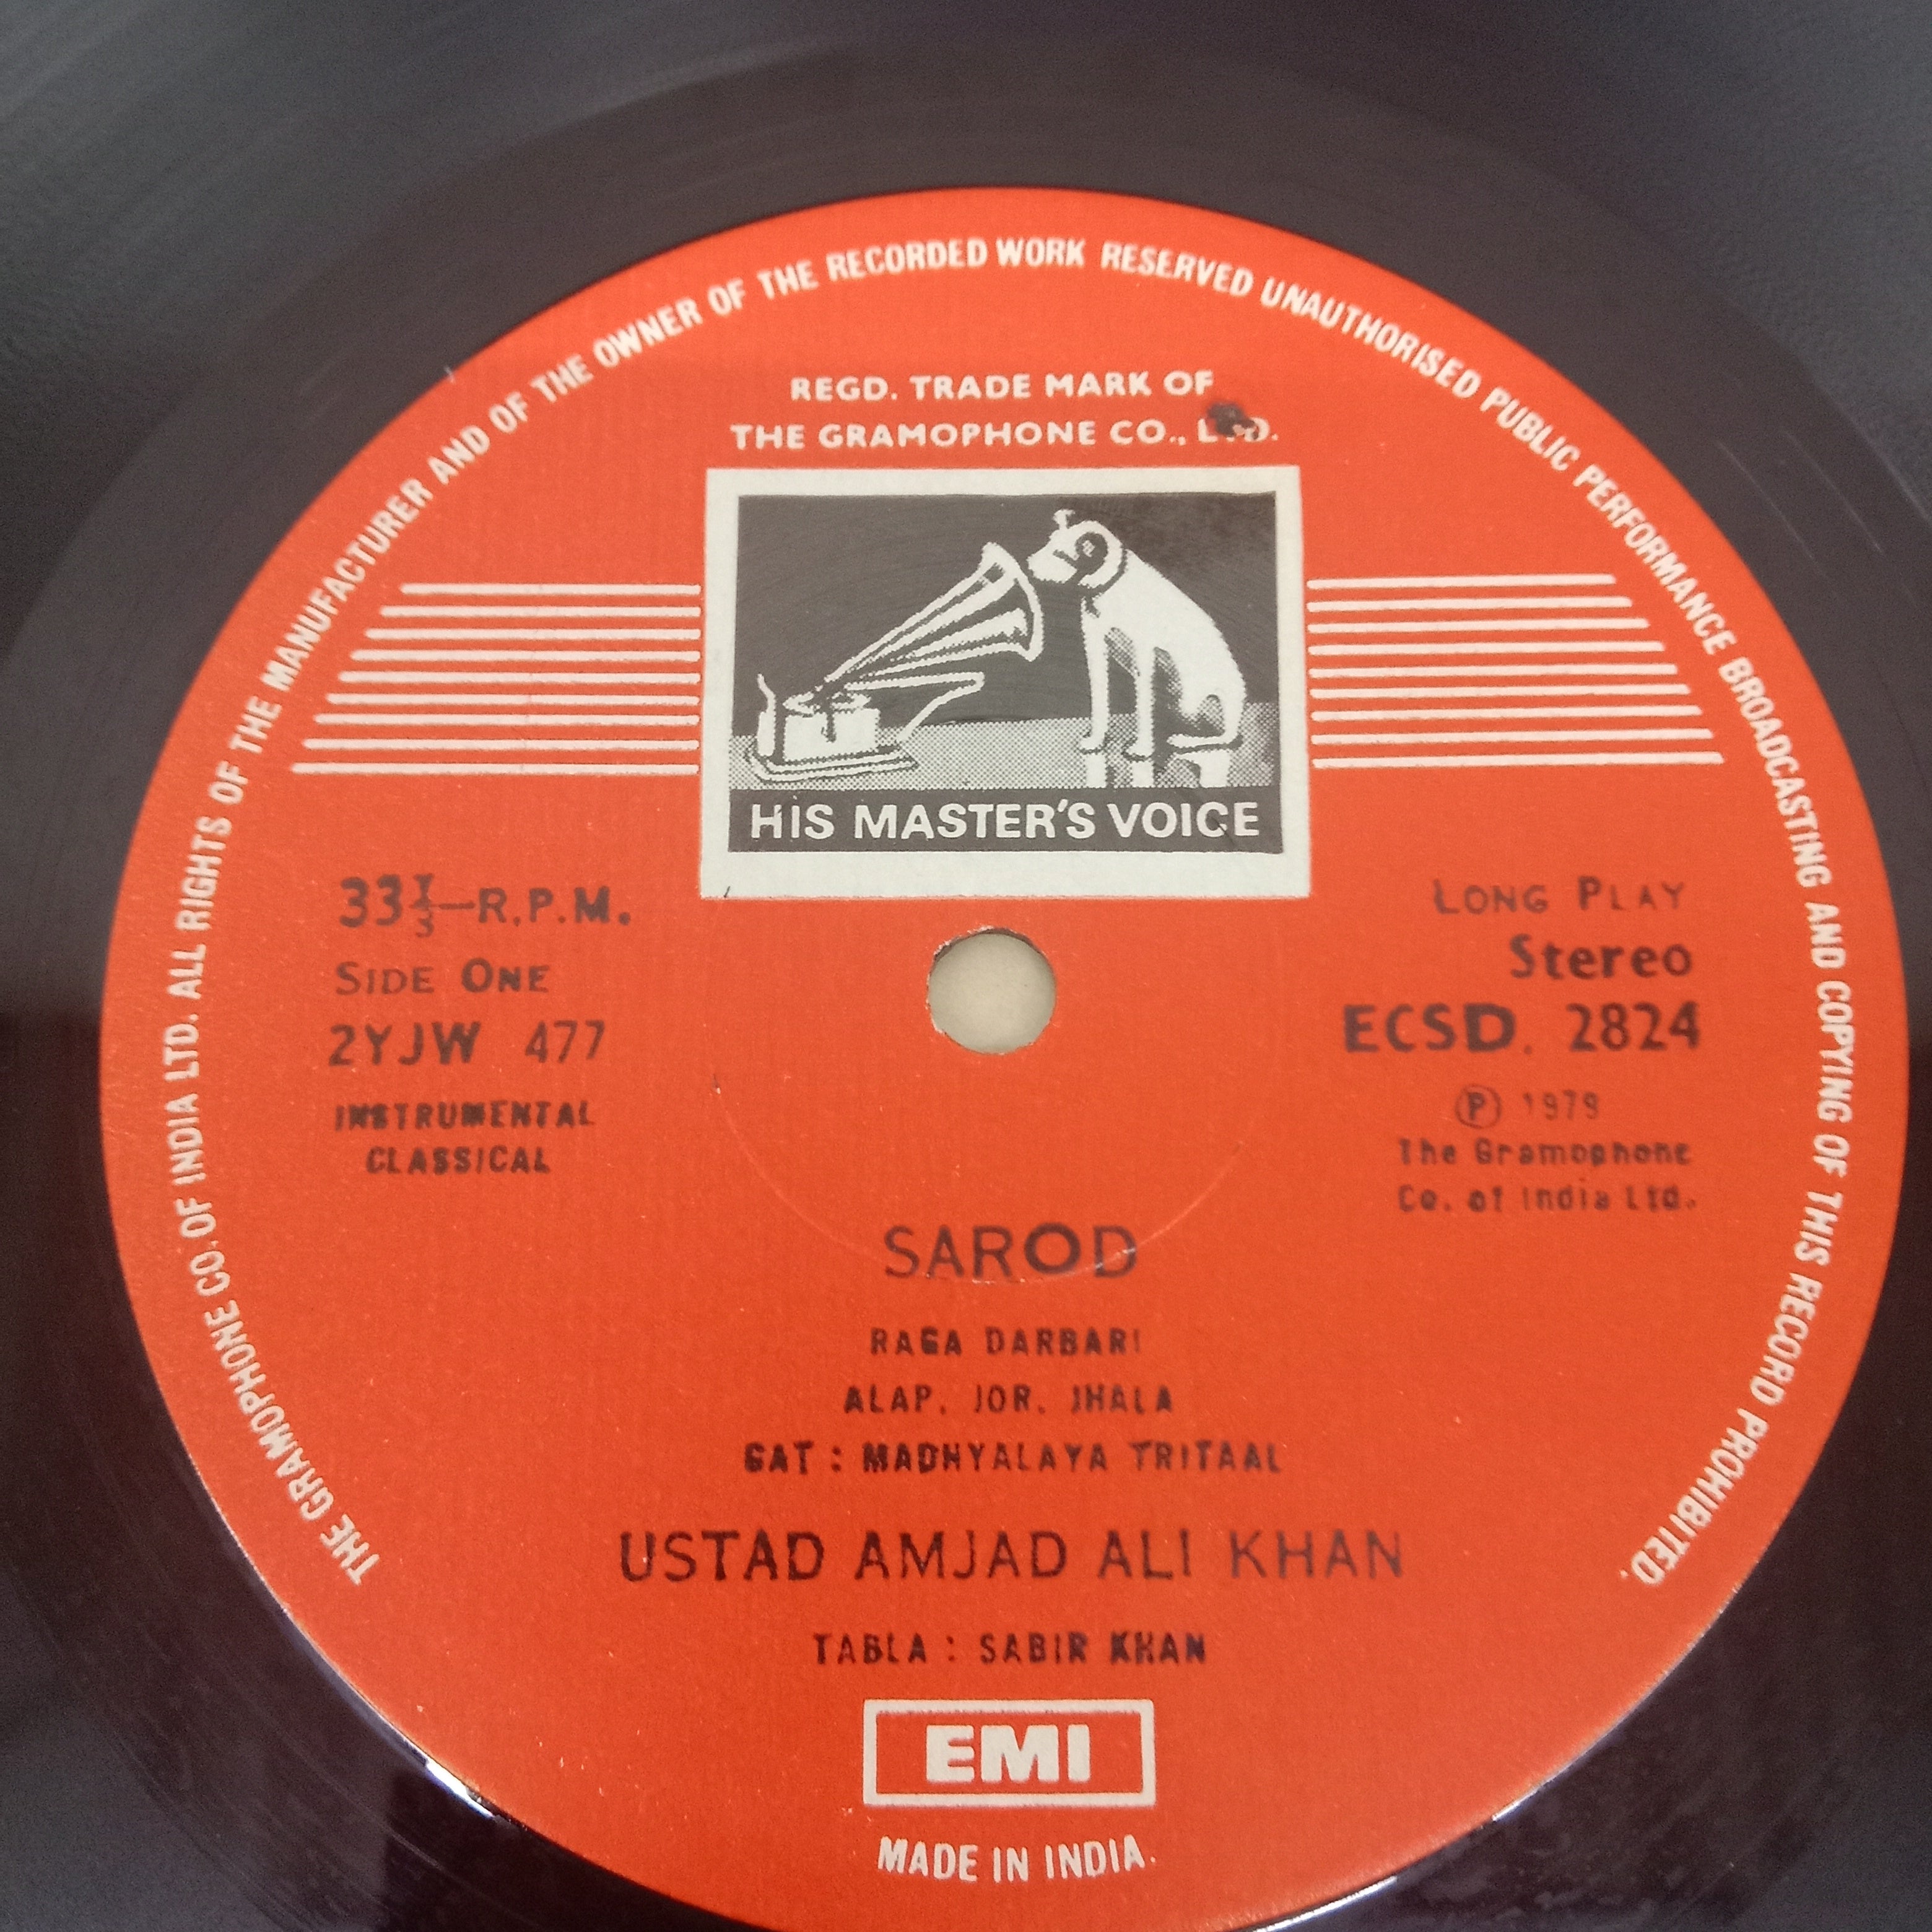 THE GRAMOPHONE CO. OF INDIA LTD. ALL RIGHTS OF THE MANUFACTURER AND OF THE OWNER OF THE RECORDED WORK RESERVED UNAUTHORISED PUBLIC PERFORMANCE BROADCASTING AND COPYING OF THIS RECORD PROHIBITED.
REGD. TRADE MARK OF
THE GRAMOPHONE CO., LTD.
HIS MASTER'S VOICE
33⅓—R.P.M.
SIDE ONE
2YJW 477
INSTRUMENTAL
CLASSICAL
LONG PLAY
Stereo
ECSD. 2824
Ⓟ 1979
The Gramophone
Co. of India Ltd.
SAROD
RAGA DARBARI
ALAP. JOR. JHALA
GAT : MADHYALAYA TRITAAL
USTAD AMJAD ALI KHAN
TABLA : SABIR KHAN
EMI
MADE IN INDIA.